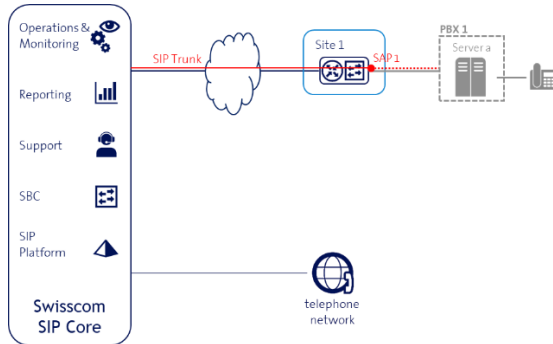 Operations &
Monitoring
Reporting
Support
SBC
SIP
Platform
Swisscom
SIP Core
SIP Trunk
Site 1
SAP 1
PBX 1
Server a
telephone
network